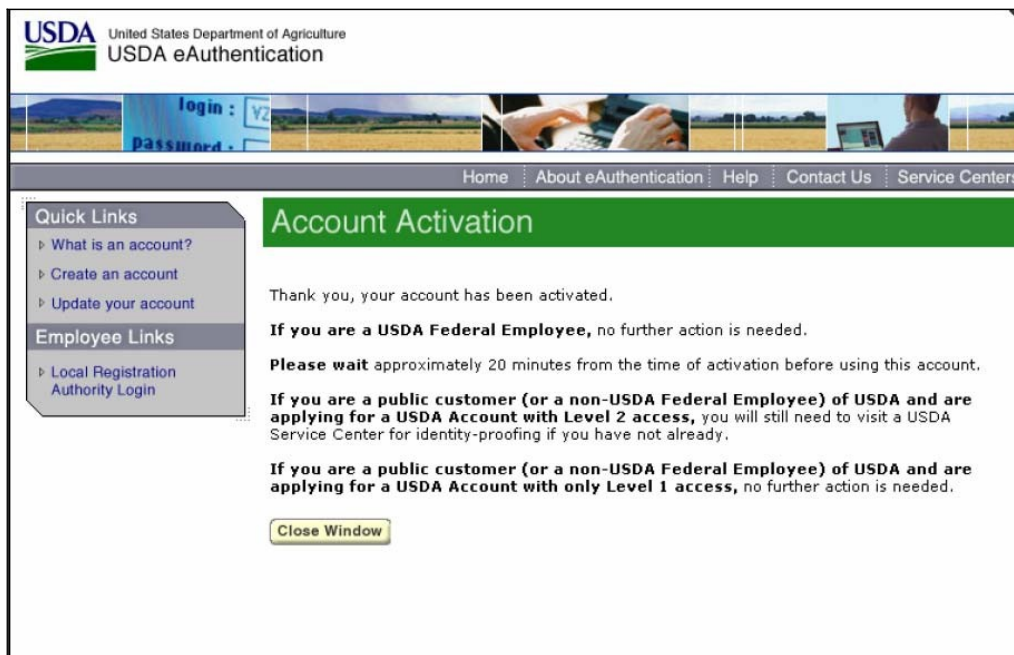 USDA
United States Department of Agriculture
USDA eAuthentication
login :
password :
Home
About eAuthentication
Help
Contact Us
Service Centers
Quick Links
What is an account?
Create an account
Update your account
Employee Links
Local Registration
Authority Login
Account Activation
Thank you, your account has been activated.
If you are a USDA Federal Employee, no further action is needed.
Please wait approximately 20 minutes from the time of activation before using this account.
If you are a public customer (or a non-USDA Federal Employee) of USDA and are
applying for a USDA Account with Level 2 access, you will still need to visit a USDA
Service Center for identity-proofing if you have not already.
If you are a public customer (or a non-USDA Federal Employee) of USDA and are
applying for a USDA Account with only Level 1 access, no further action is needed.
Close Window